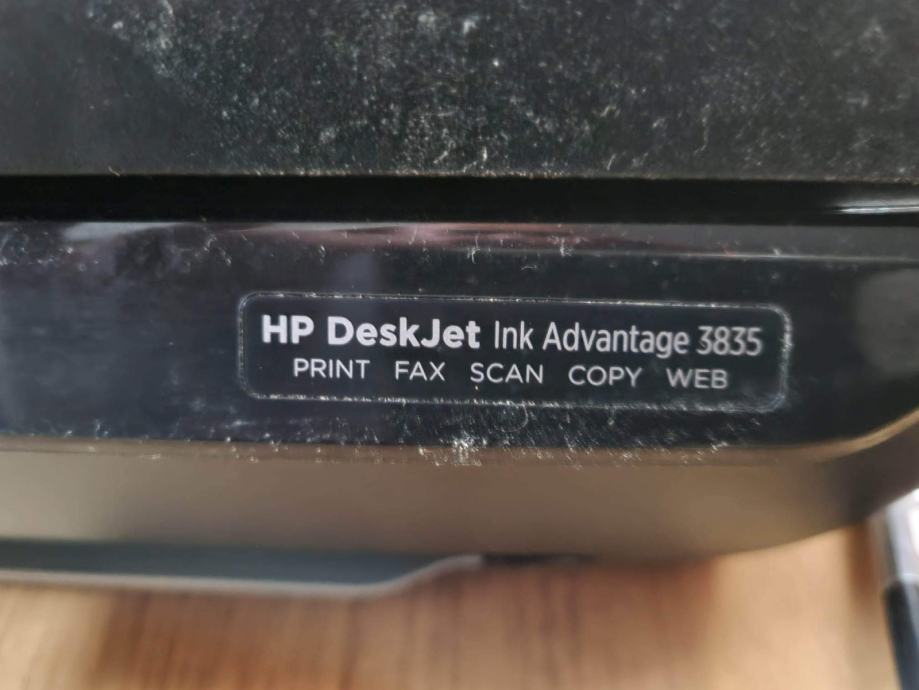 HP DeskJet Ink Advantage 3835
PRINT FAX SCAN COPY WEB